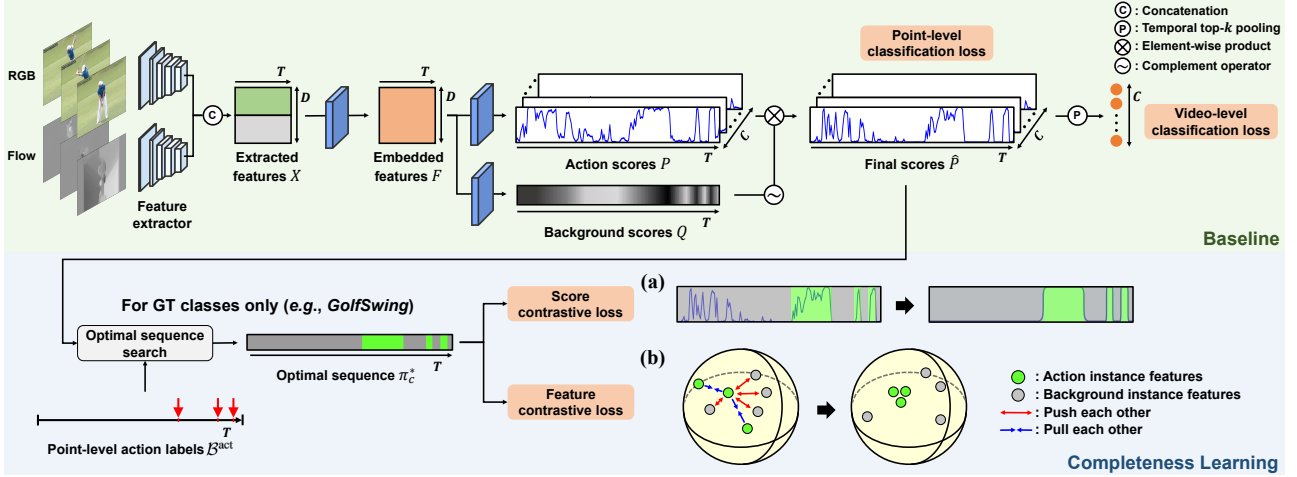 RGB
Flow
Feature
extractor
C
T
D
Extracted
features X
T
D
Embedded
features F
T
C
Action scores P
T
Background scores Q
~
Point-level
classification loss
T
C
Final scores P̂
P
C
Video-level
classification loss
C : Concatenation
P : Temporal top-k pooling
⊗ : Element-wise product
~ : Complement operator
Baseline
For GT classes only (e.g., GolfSwing)
Optimal sequence
search
T
Optimal sequence π*c
T
Point-level action labels 𝓑act
Score
contrastive loss
Feature
contrastive loss
(a)
(b)
: Action instance features
: Background instance features
: Push each other
: Pull each other
Completeness Learning